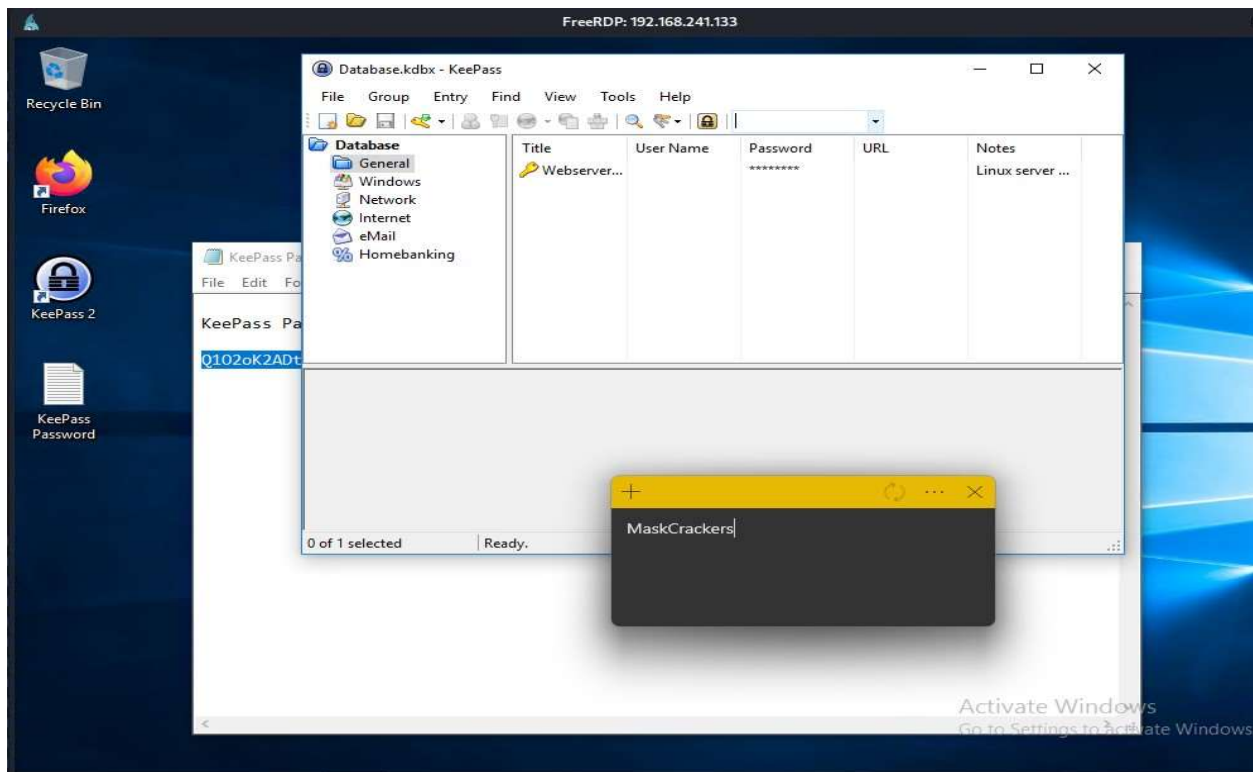 FreeRDP: 192.168.241.133
Recycle Bin
Firefox
KeePass 2
KeePass
Password
Database.kdbx - KeePass
File Group Entry Find View Tools Help
Database
General
Windows
Network
Internet
eMail
Homebanking
Title User Name Password URL Notes
Webserver... ******** Linux server ...
KeePass Pa
File Edit Fo
KeePass Pa
Q1O2oK2ADt
0 of 1 selected Ready.
MaskCrackers
Activate Windows
Go to Settings to activate Windows